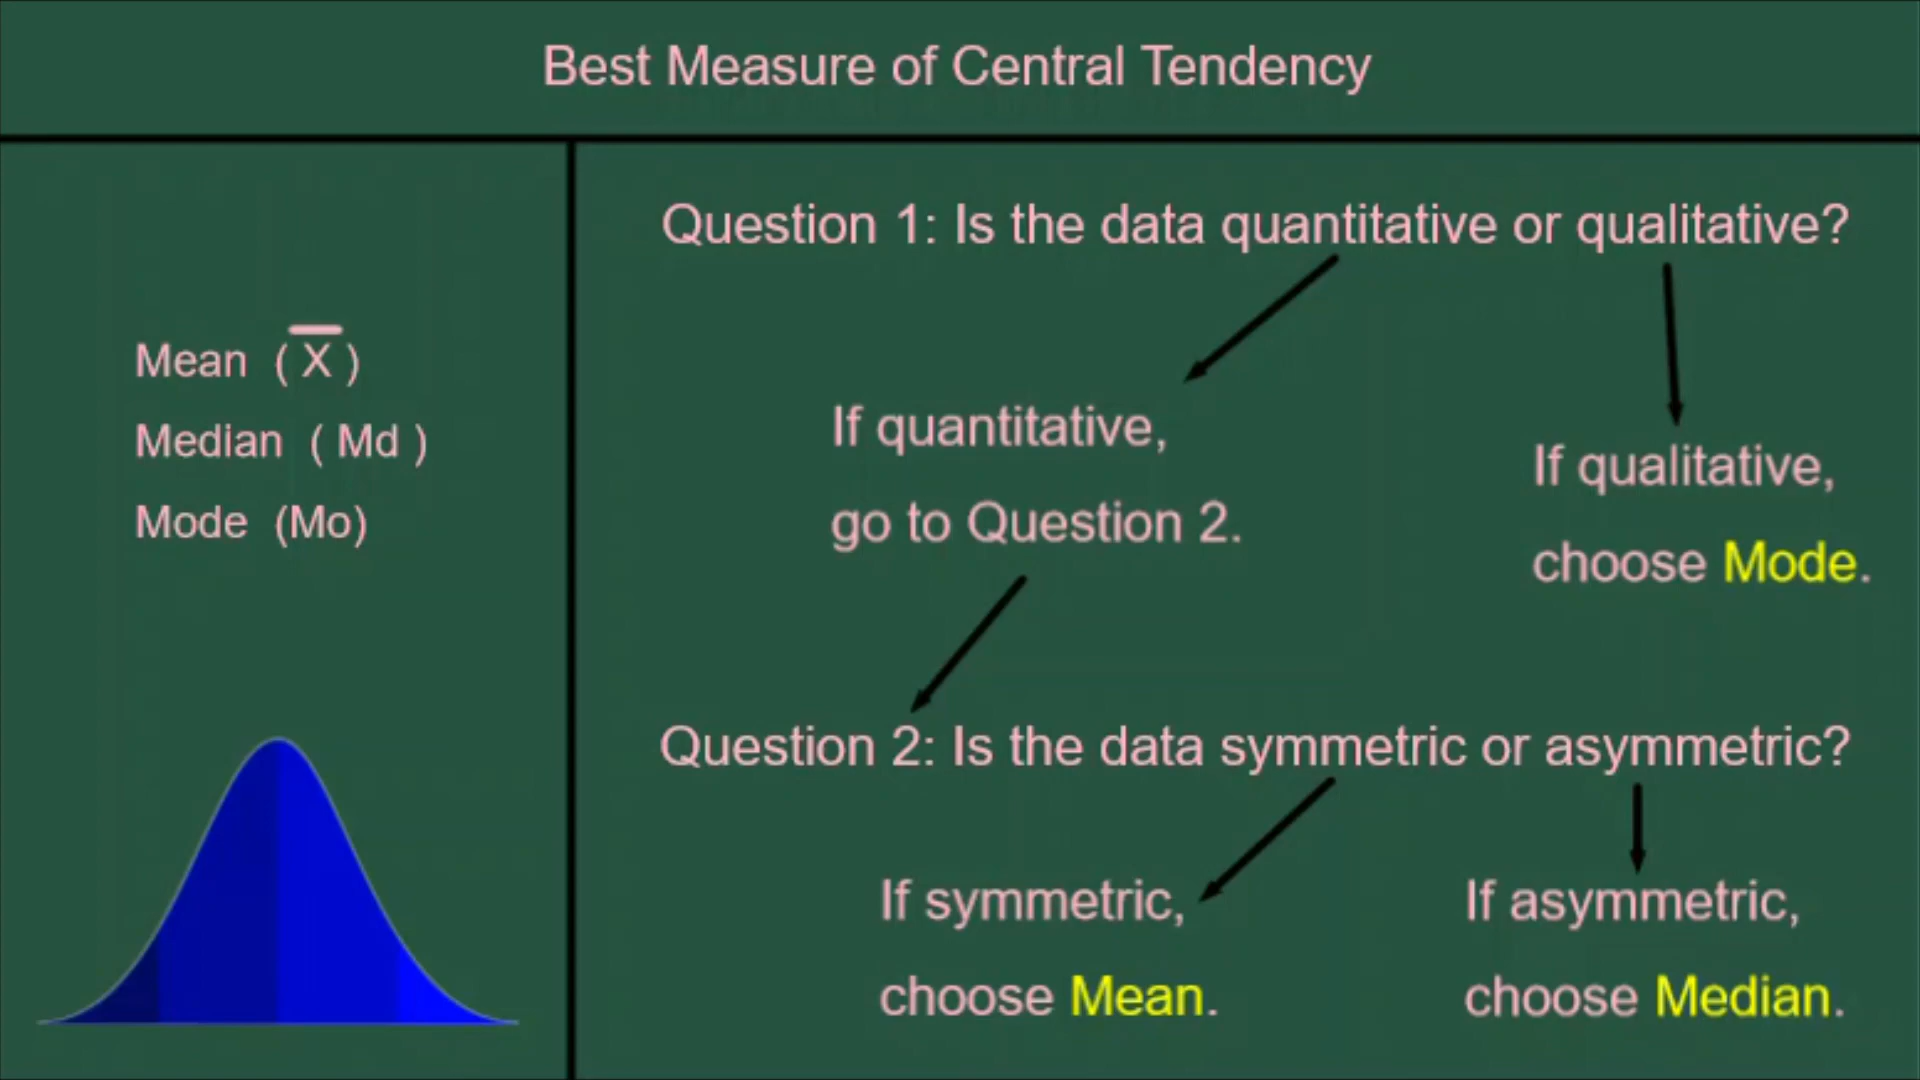 Best Measure of Central Tendency
Mean ( X̅ )
Median ( Md )
Mode (Mo)
Question 1: Is the data quantitative or qualitative?
If quantitative,
go to Question 2.
If qualitative,
choose Mode.
Question 2: Is the data symmetric or asymmetric?
If symmetric,
choose Mean.
If asymmetric,
choose Median.